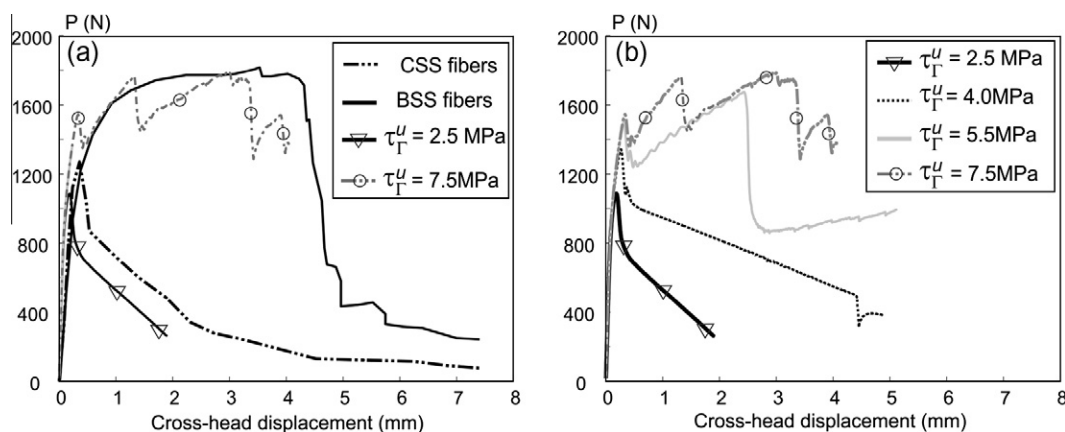 P (N)
2000
1600
1200
800
400
0
(a)
CSS fibers
BSS fibers
τ_Γ^u = 2.5 MPa
τ_Γ^u = 7.5MPa
0 1 2 3 4 5 6 7 8
Cross-head displacement (mm)
P (N)
2000
1600
1200
800
400
0
(b)
τ_Γ^u = 2.5 MPa
τ_Γ^u = 4.0MPa
τ_Γ^u = 5.5MPa
τ_Γ^u = 7.5MPa
0 1 2 3 4 5 6 7 8
Cross-head displacement (mm)